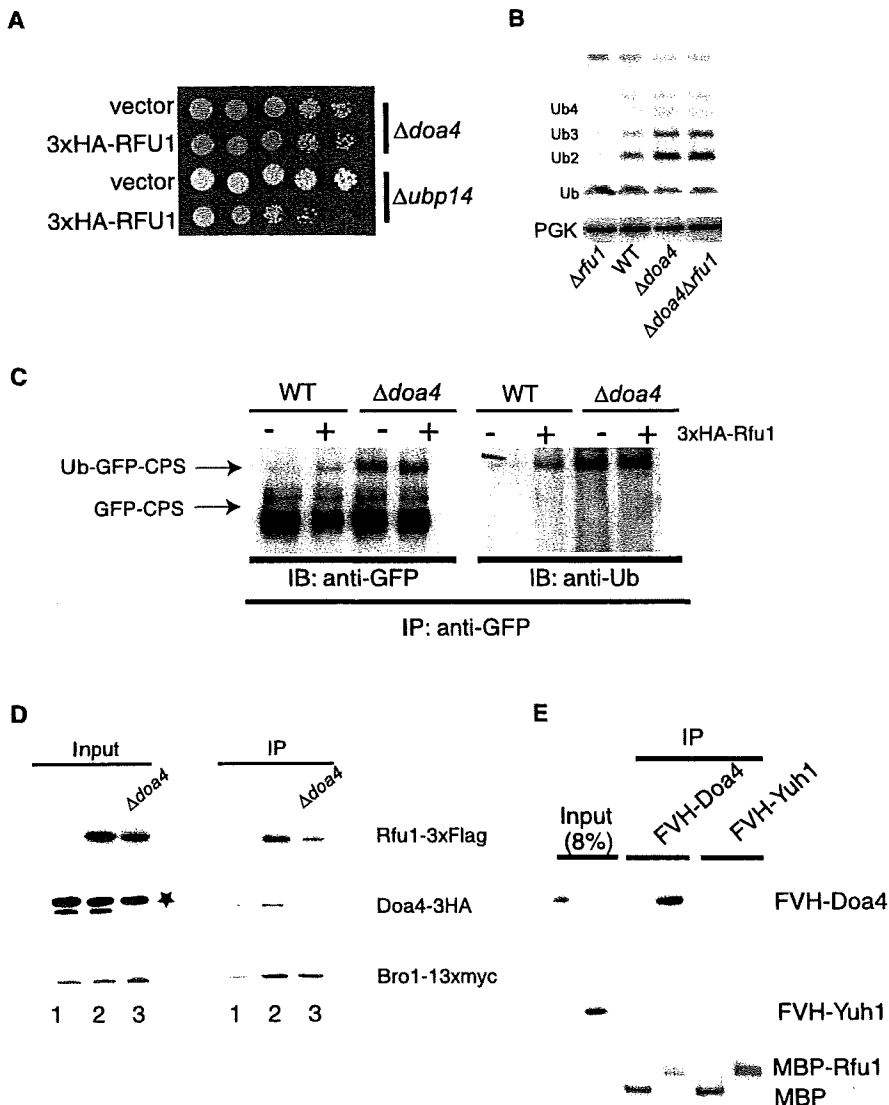 A
vector
3xHA-RFU1
vector
3xHA-RFU1
Δdoa4
Δubp14
B
Ub4
Ub3
Ub2
Ub
PGK
Δrfu1
WT
Δdoa4
Δdoa4Δrfu1
C
WT
Δdoa4
WT
Δdoa4
- + - + - + - + 3xHA-Rfu1
Ub-GFP-CPS
GFP-CPS
IB: anti-GFP
IB: anti-Ub
IP: anti-GFP
D
Input
IP
Δdoa4
Δdoa4
Rfu1-3xFlag
Doa4-3HA
Bro1-13xmyc
1 2 3 1 2 3
E
IP
Input
(8%)
FVH-Doa4
FVH-Yuh1
FVH-Doa4
FVH-Yuh1
MBP-Rfu1
MBP